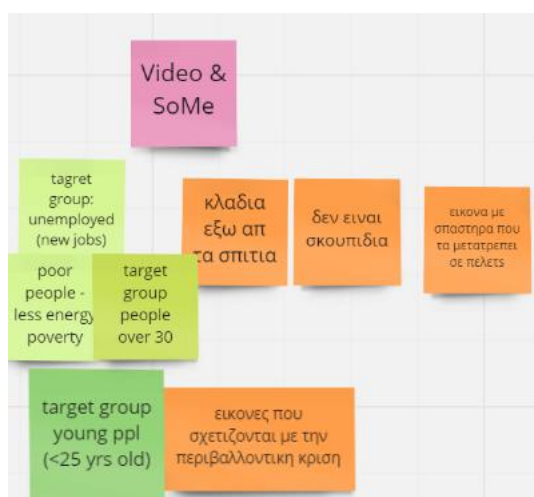 Video &
SoMe
tagret
group:
unemployed
(new jobs)
κλαδια
εξω απ
τα σπιτια
δεν ειναι
σκουπιδια
εικονα με
σπαστηρα που
τα μετατρεπει
σε πελετs
poor
people -
less energy
poverty
target
group
people
over 30
target group
young ppl
(<25 yrs old)
εικονες που
σχετιζονται με την
περιβαλλοντικη κριση